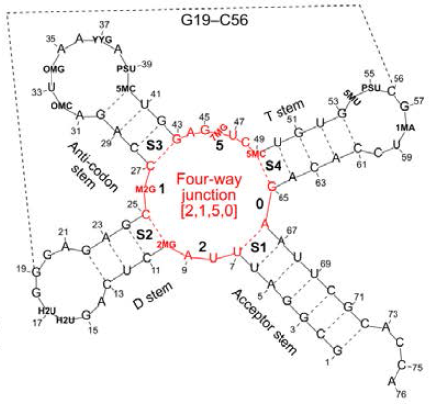 G19–C56
35 37
A A YYG A
OMG PSU 39
U 5MC
33 OMC U 41
A G A C C G G
31 29 27
43 45 47
G A G 7MG U C 5MC
49 51 53 55 56
U G U G 5MU PSU C
G 57
1MA
59
U C
61 63 65
C A C A G
T stem
Anti-codon
stem
S3 5 S4
Four-way
junction
[2,1,5,0]
1 0
M2G
C
25
S2 2 S1
21 23
G A G A G
19 G
G
17 H2U H2U
15 G A 13 C U C 11
2MG A U U
9 7
D stem
U A G G C G
5 3 1
Acceptor stem
A A U U C G C A C C A
67 69 71 73 75
76